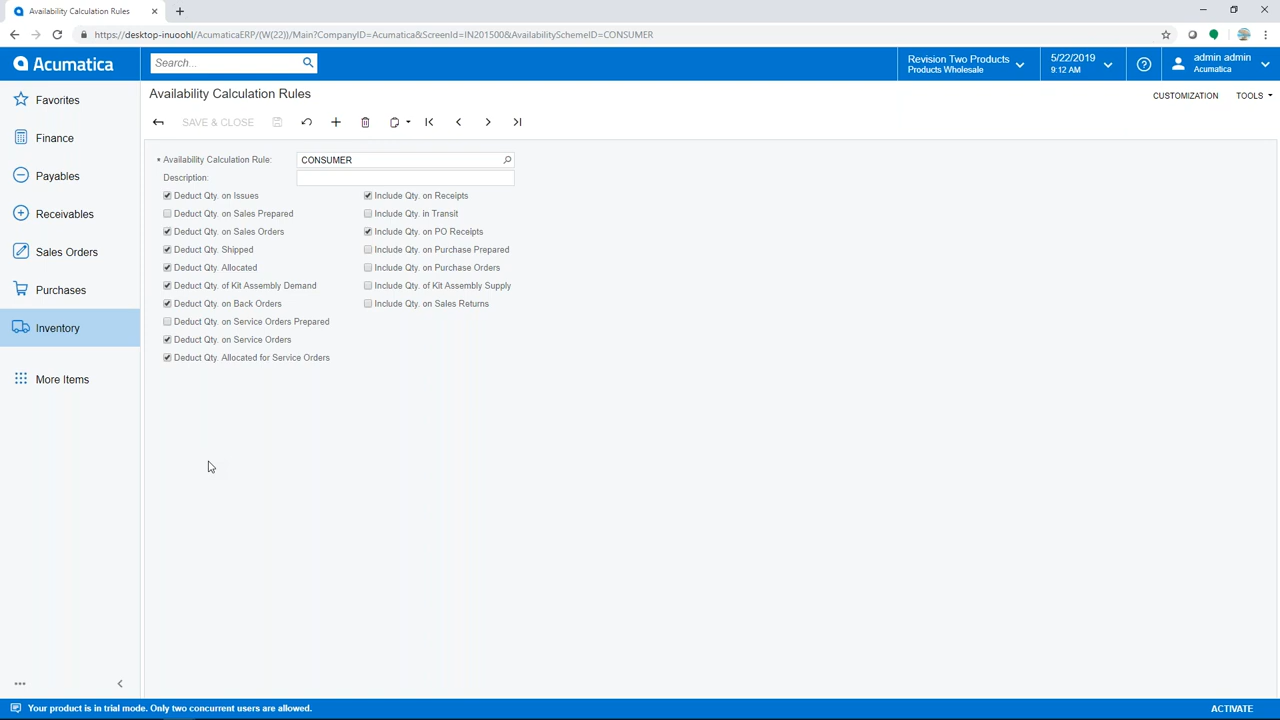 Availability Calculation Rules
https://desktop-inuoohl/AcumaticaERP/(W(22))/Main?CompanyID=Acumatica&ScreenId=IN201500&AvailabilitySchemeID=CONSUMER
Acumatica
Search...
Revision Two Products
Products Wholesale
5/22/2019
9:12 AM
admin admin
Acumatica
Favorites
Finance
Payables
Receivables
Sales Orders
Purchases
Inventory
More Items
Availability Calculation Rules
CUSTOMIZATION TOOLS
SAVE & CLOSE
Availability Calculation Rule: CONSUMER
Description:
Deduct Qty. on Issues
Deduct Qty. on Sales Prepared
Deduct Qty. on Sales Orders
Deduct Qty. Shipped
Deduct Qty. Allocated
Deduct Qty. of Kit Assembly Demand
Deduct Qty. on Back Orders
Deduct Qty. on Service Orders Prepared
Deduct Qty. on Service Orders
Deduct Qty. Allocated for Service Orders
Include Qty. on Receipts
Include Qty. in Transit
Include Qty. on PO Receipts
Include Qty. on Purchase Prepared
Include Qty. on Purchase Orders
Include Qty. of Kit Assembly Supply
Include Qty. on Sales Returns
Your product is in trial mode. Only two concurrent users are allowed.
ACTIVATE